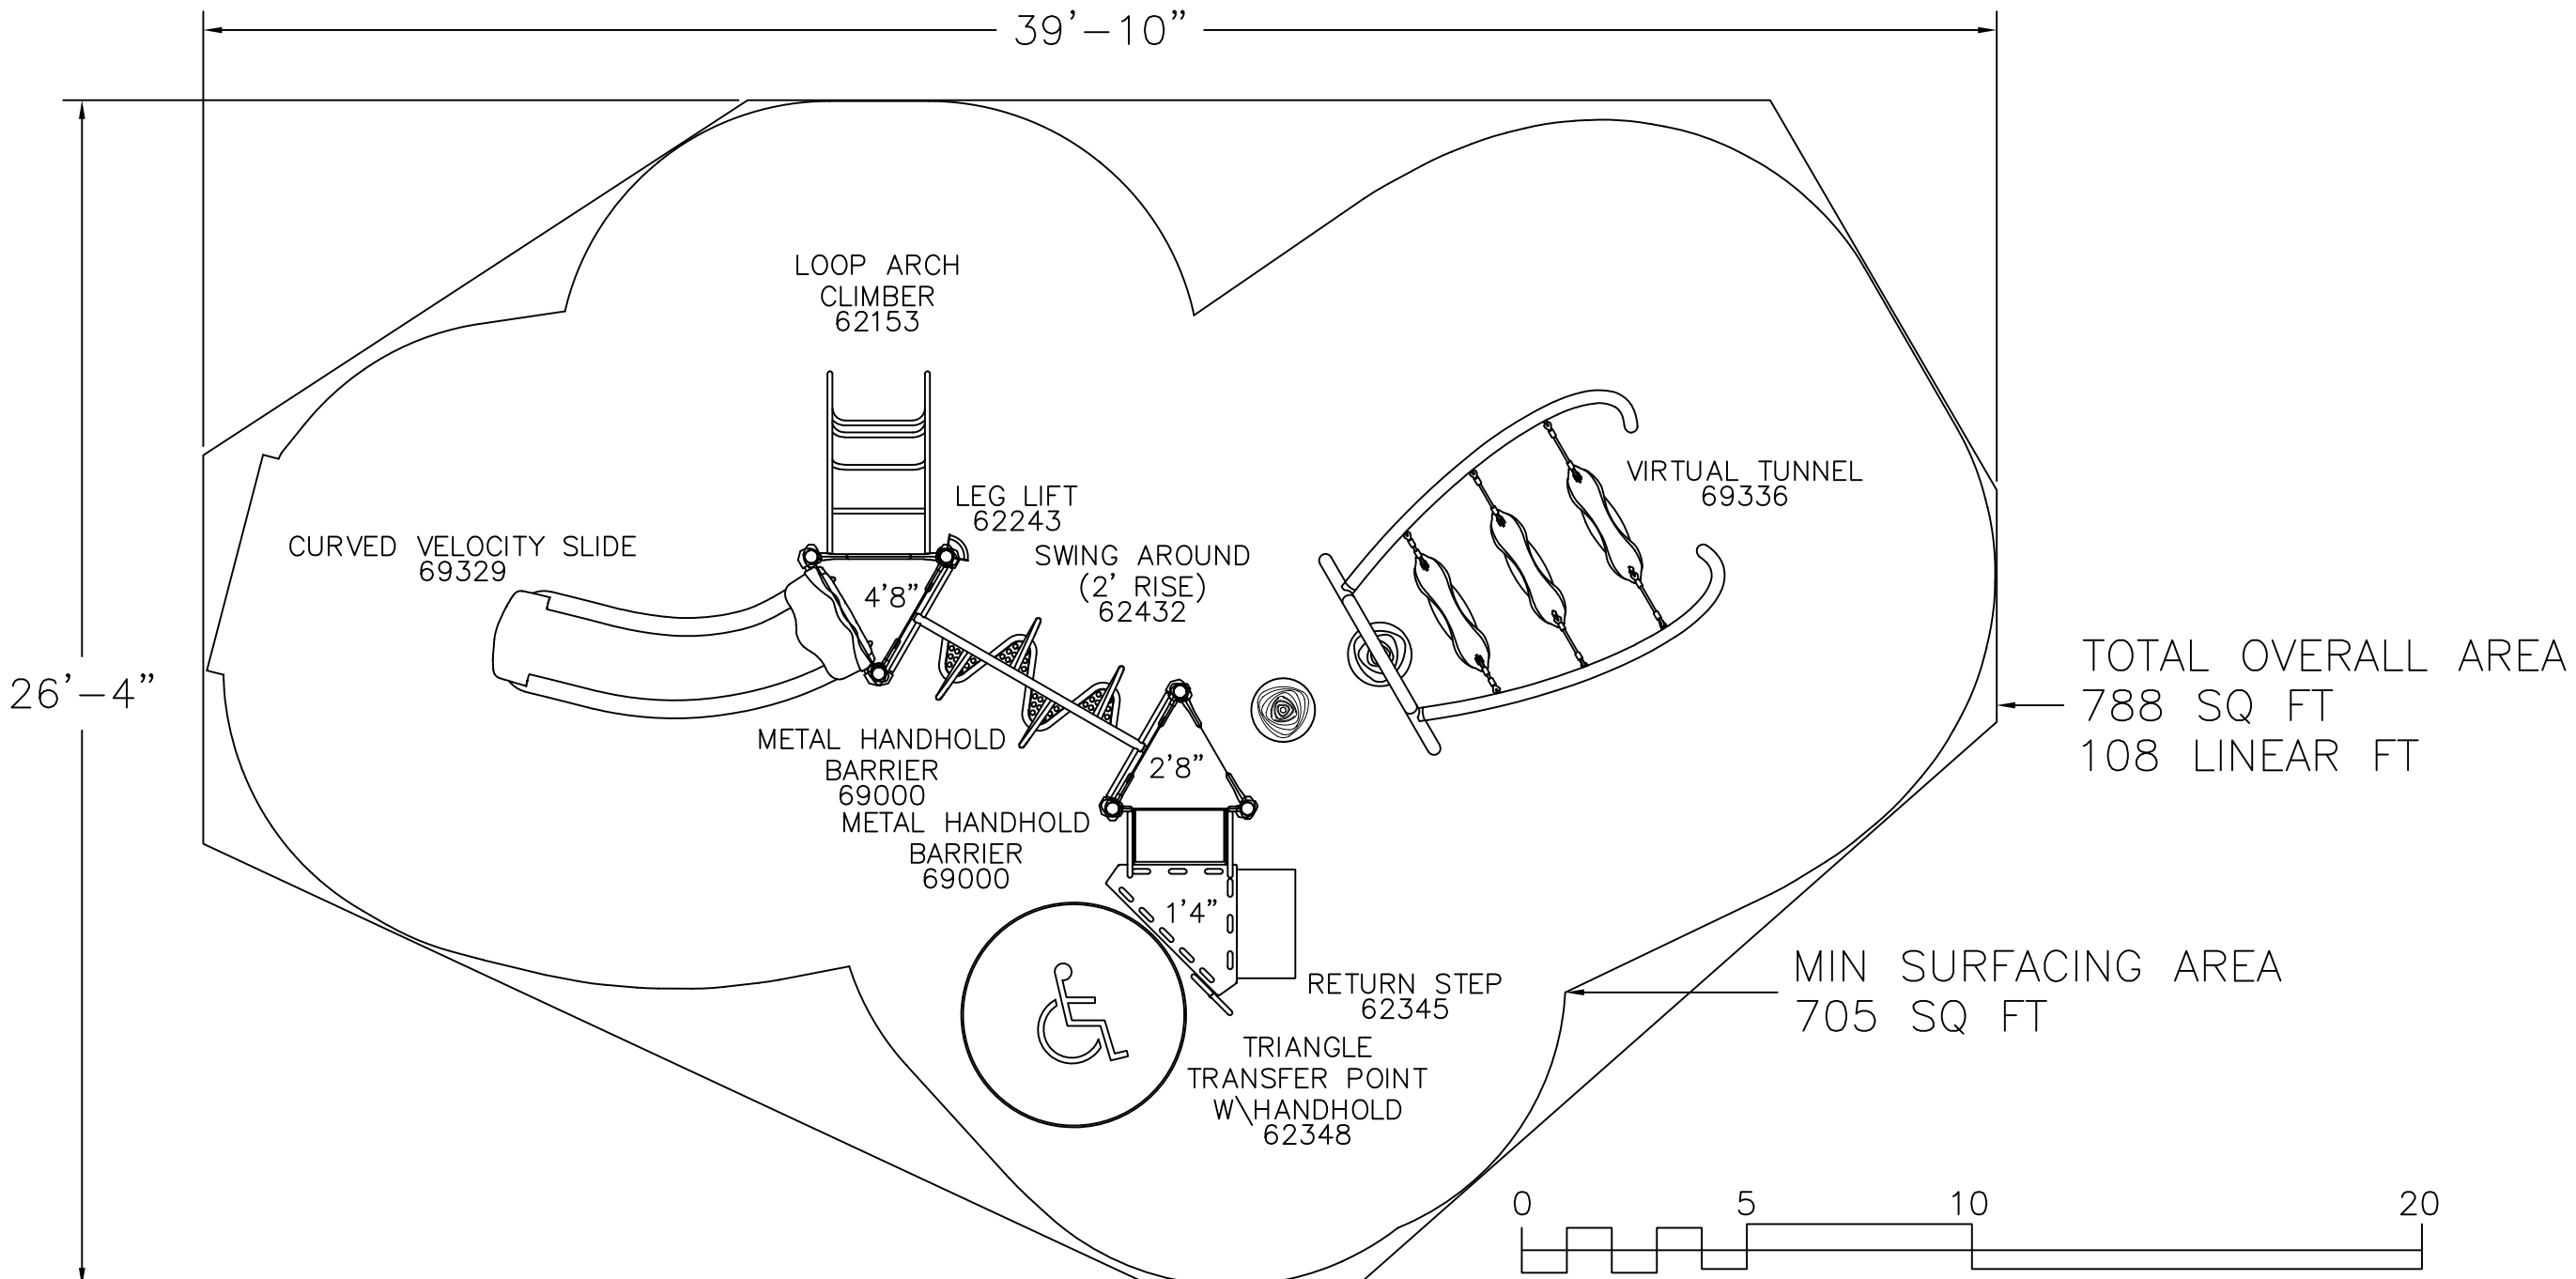 39'-10"
LOOP ARCH
CLIMBER
62153
VIRTUAL TUNNEL
69336
LEG LIFT
62243
CURVED VELOCITY SLIDE
69329
SWING AROUND
(2' RISE)
62432
4'8"
26'-4"
TOTAL OVERALL AREA
788 SQ FT
108 LINEAR FT
METAL HANDHOLD
BARRIER
69000
2'8"
METAL HANDHOLD
BARRIER
69000
1'4"
MIN SURFACING AREA
705 SQ FT
RETURN STEP
62345
TRIANGLE
TRANSFER POINT
W\HANDHOLD
62348
0 5 10 20